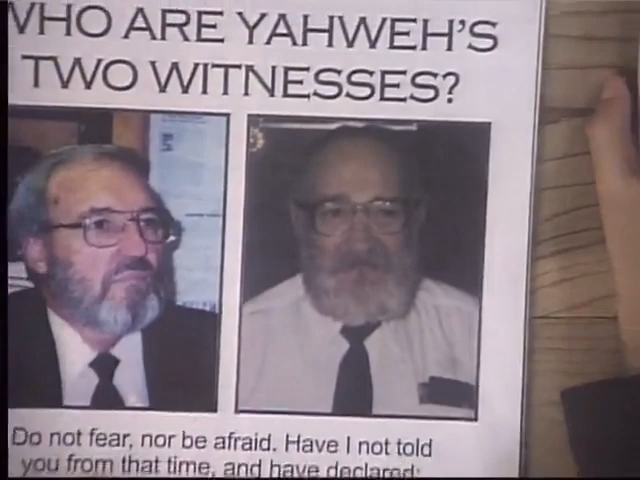 WHO ARE YAHWEH'S
TWO WITNESSES?
Do not fear, nor be afraid. Have I not told
you from that time, and have declared: